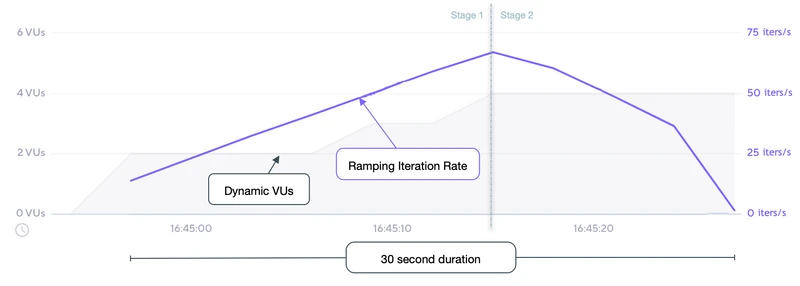 Stage 1
Stage 2
6 VUs
75 iters/s
4 VUs
50 iters/s
Ramping Iteration Rate
2 VUs
25 iters/s
Dynamic VUs
0 VUs
0 iters/s
16:45:00
16:45:10
16:45:20
30 second duration